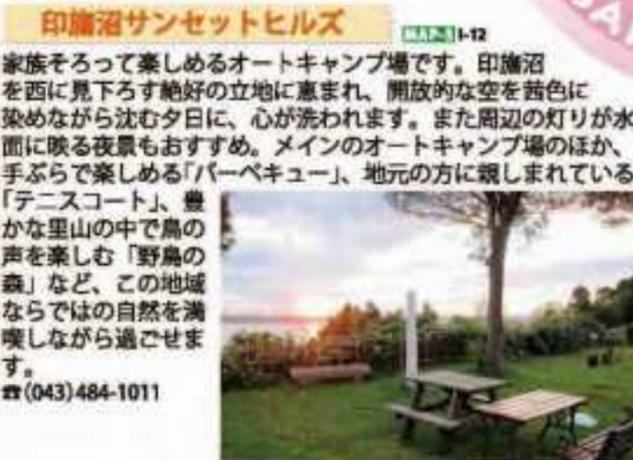 印旛沼サンセットヒルズ
MAP-3 I-12
家族そろって楽しめるオートキャンプ場です。印旛沼
を西に見下ろす絶好の立地に恵まれ、開放的な空を茜色に
染めながら沈む夕日に、心が洗われます。また周辺の灯りが水
面に映る夜景もおすすめ。メインのオートキャンプ場のほか、
手ぶらで楽しめる「バーベキュー」、地元の方に親しまれている
「テニスコート」、豊
かな里山の中で鳥の
声を楽しむ「野鳥の
森」など、この地域
ならではの自然を満
喫しながら過ごせま
す。
☎(043)484-1011